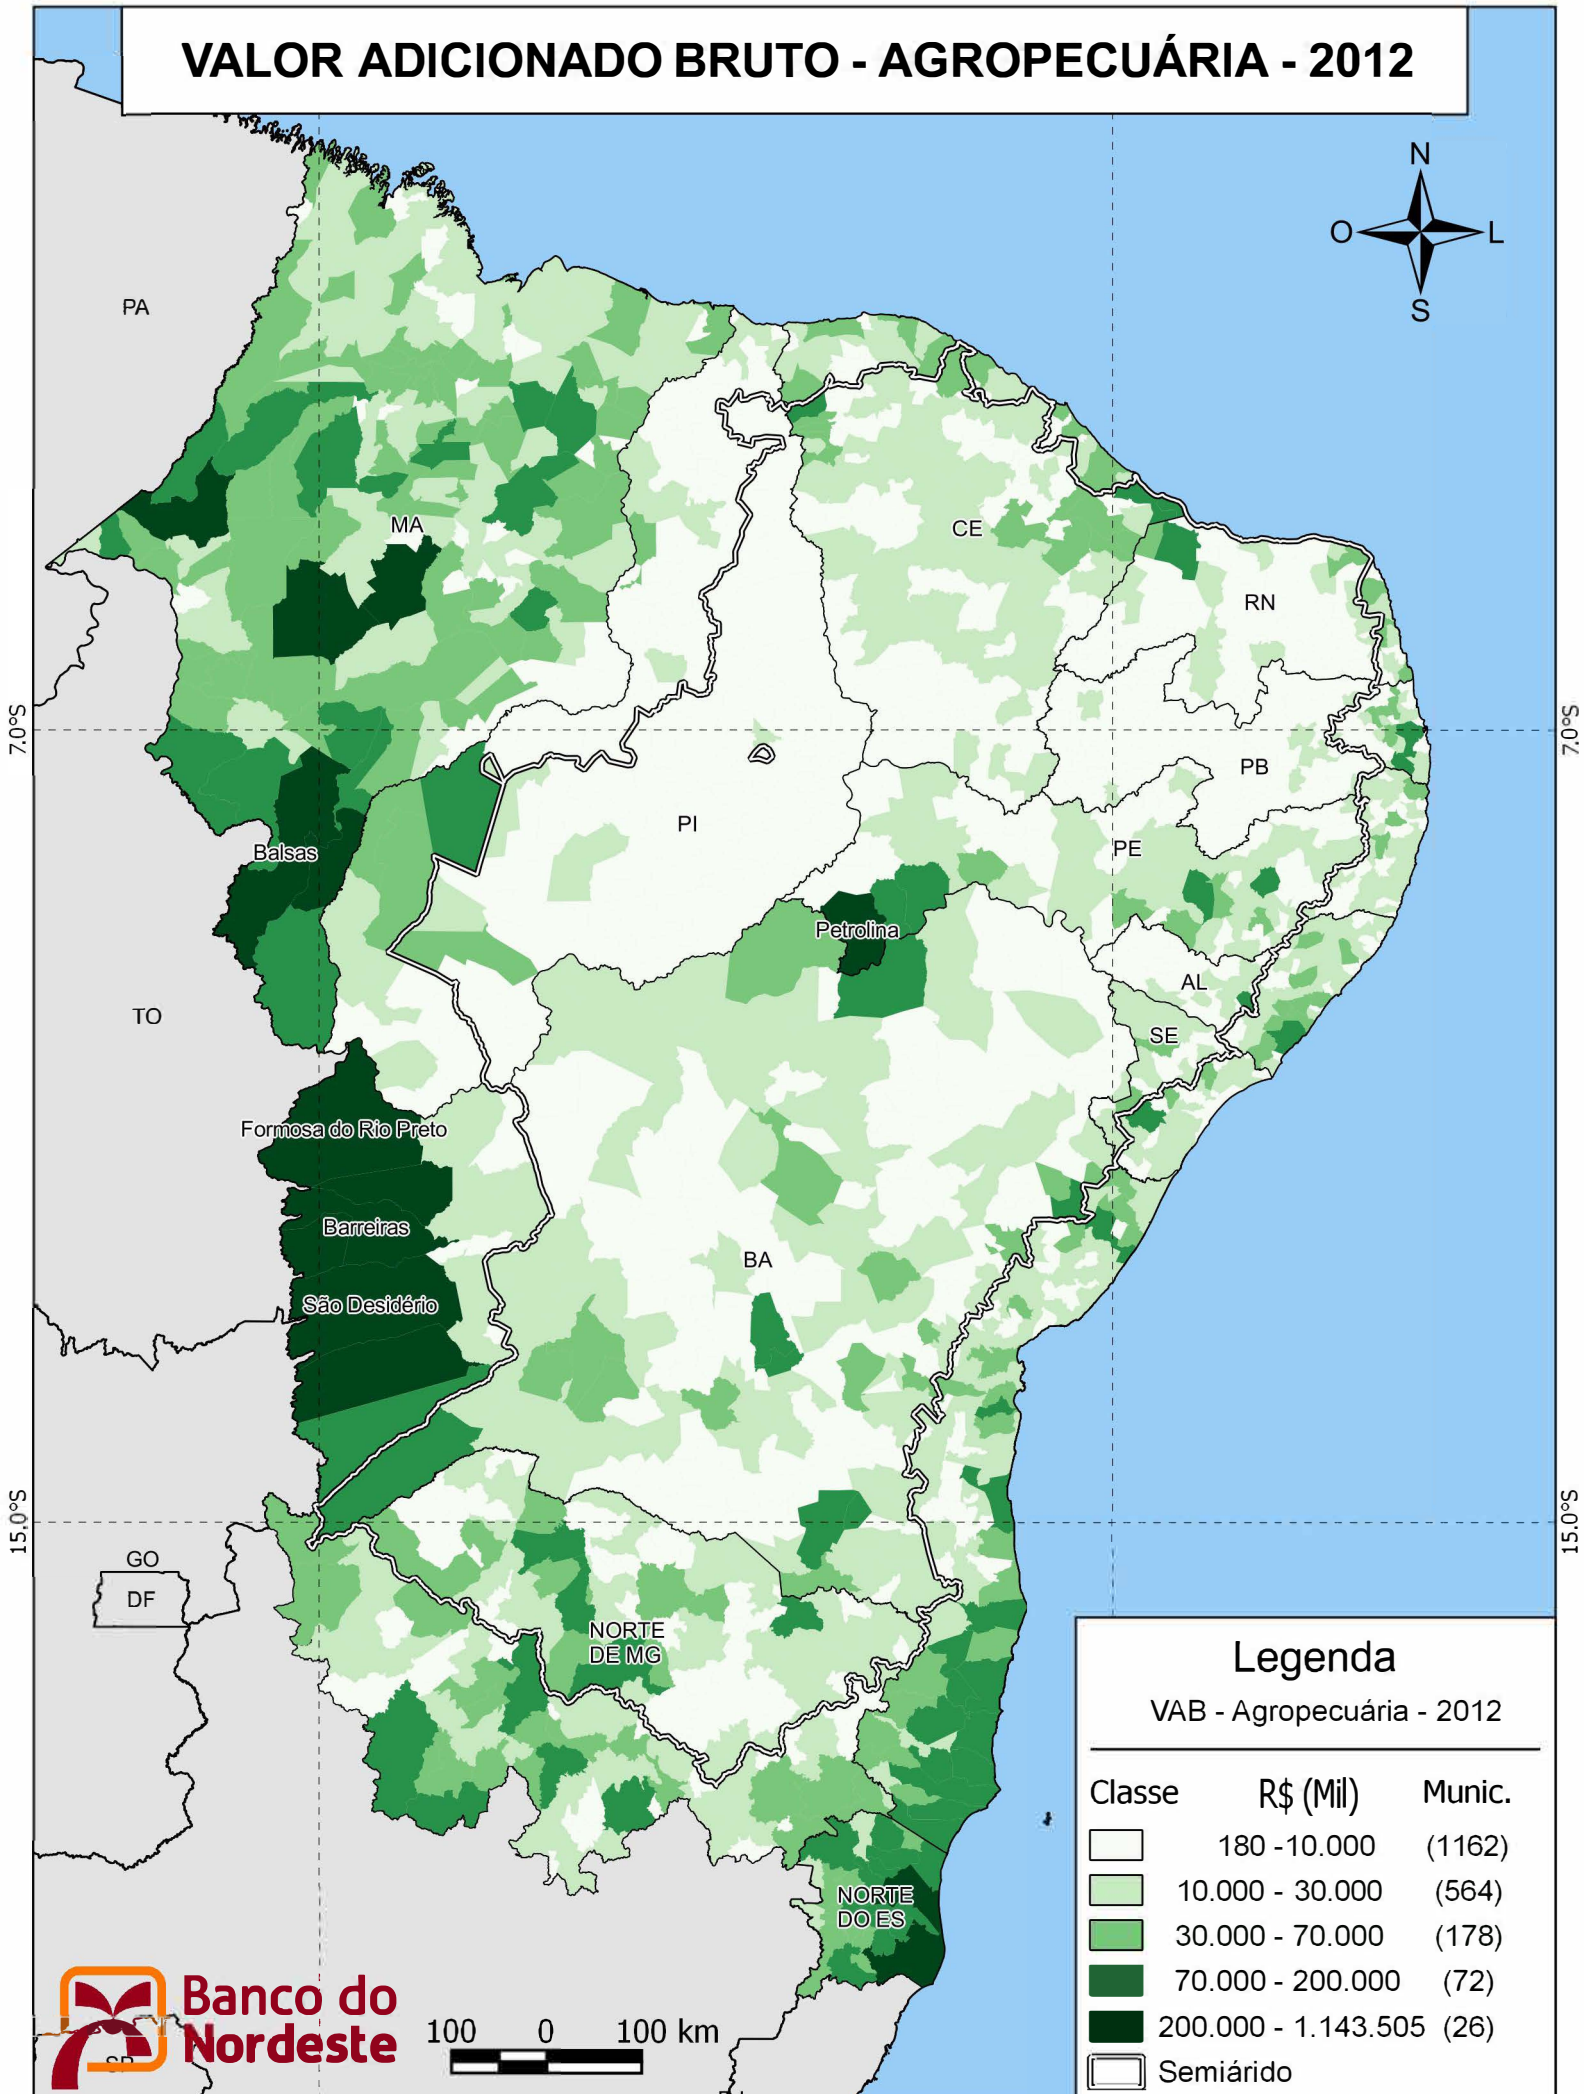 VALOR ADICIONADO BRUTO - AGROPECUÁRIA - 2012
N
O
L
S
PA
MA
CE
RN
7.0°S
7.0°S
PB
PI
PE
Balsas
Petrolina
AL
TO
SE
Formosa do Rio Preto
Barreiras
BA
São Desidério
15.0°S
15.0°S
GO
DF
NORTE
DE MG
NORTE
DO ES
Legenda
VAB - Agropecuária - 2012
Classe R$ (Mil) Munic.
180 -10.000 (1162)
10.000 - 30.000 (564)
30.000 - 70.000 (178)
70.000 - 200.000 (72)
200.000 - 1.143.505 (26)
Semiárido
Banco do
Nordeste
100 0 100 km
SP